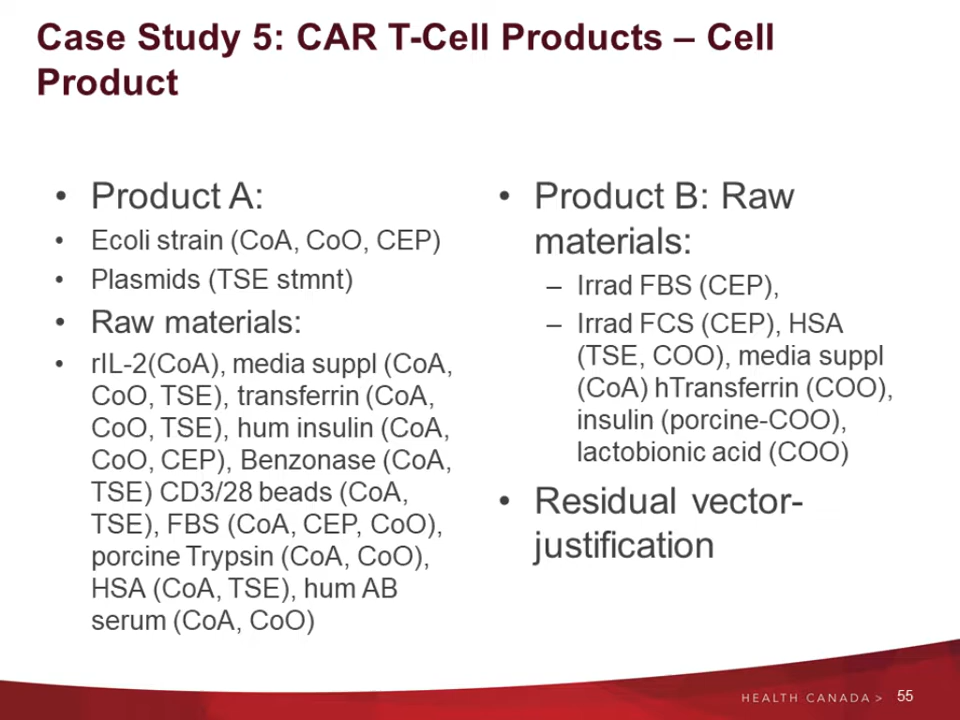 Case Study 5: CAR T-Cell Products – Cell
Product
• Product A:
• Ecoli strain (CoA, CoO, CEP)
• Plasmids (TSE stmnt)
• Raw materials:
• rIL-2(CoA), media suppl (CoA,
CoO, TSE), transferrin (CoA,
CoO, TSE), hum insulin (CoA,
CoO, CEP), Benzonase (CoA,
TSE) CD3/28 beads (CoA,
TSE), FBS (CoA, CEP, CoO),
porcine Trypsin (CoA, CoO),
HSA (CoA, TSE), hum AB
serum (CoA, CoO)
• Product B: Raw
materials:
– Irrad FBS (CEP),
– Irrad FCS (CEP), HSA
(TSE, COO), media suppl
(CoA) hTransferrin (COO),
insulin (porcine-COO),
lactobionic acid (COO)
• Residual vector-
justification
HEALTH CANADA > 55